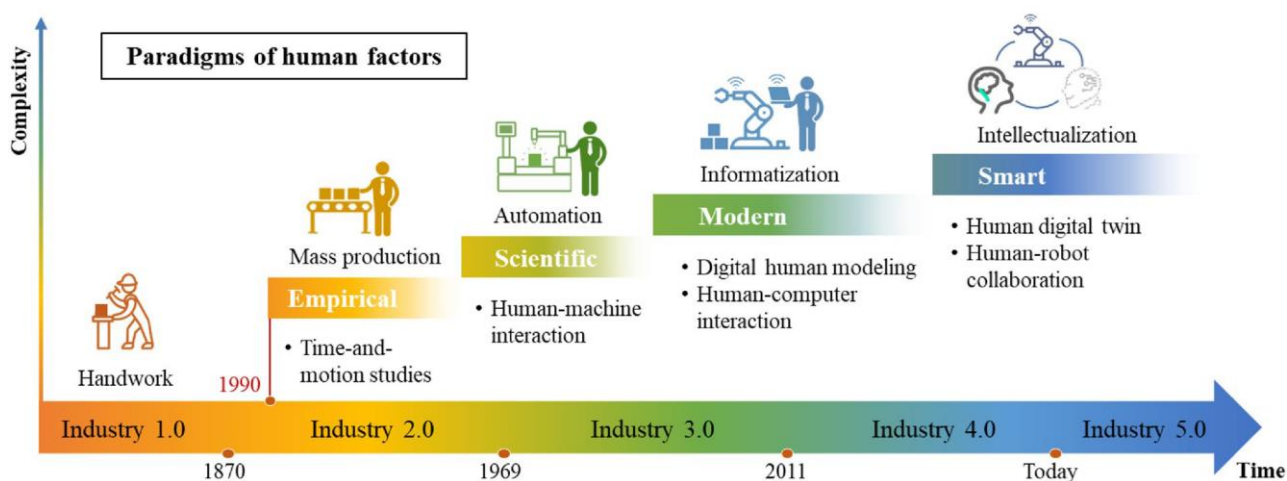 Complexity
Paradigms of human factors
Handwork
Mass production
Empirical
• Time-and-
motion studies
Automation
Scientific
• Human-machine
interaction
Informatization
Modern
• Digital human modeling
• Human-computer
interaction
Intellectualization
Smart
• Human digital twin
• Human-robot
collaboration
1990
Industry 1.0
Industry 2.0
Industry 3.0
Industry 4.0
Industry 5.0
1870
1969
2011
Today
Time